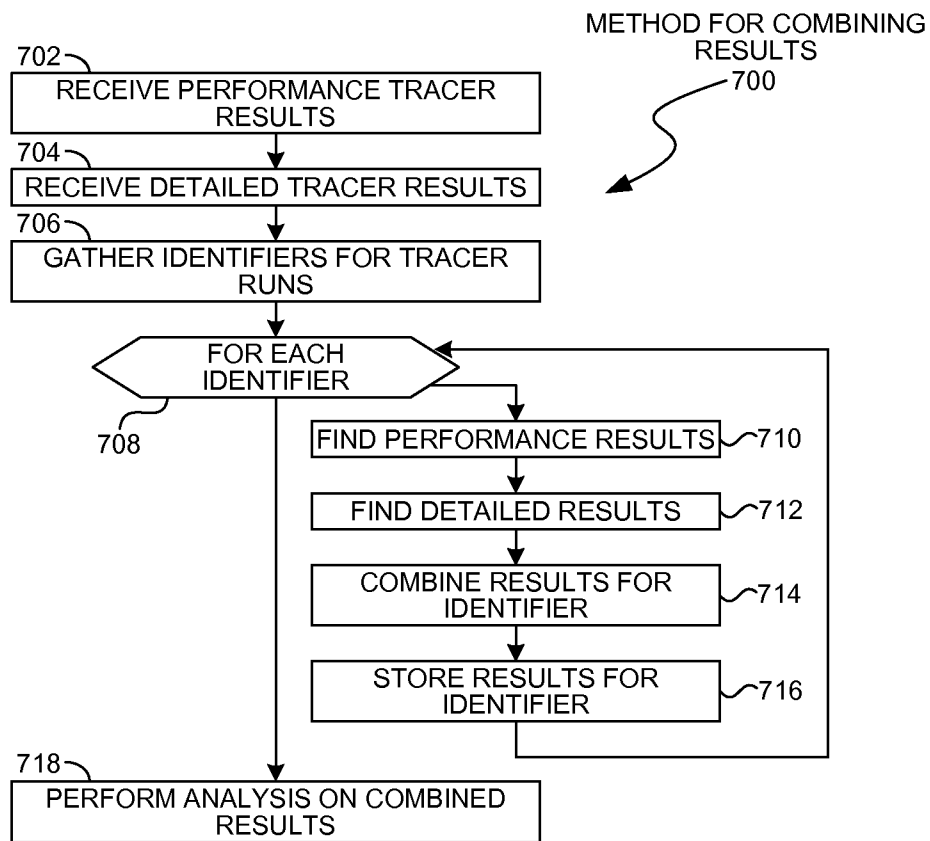 METHOD FOR COMBINING
RESULTS
700
702
RECEIVE PERFORMANCE TRACER
RESULTS
704
RECEIVE DETAILED TRACER RESULTS
706
GATHER IDENTIFIERS FOR TRACER
RUNS
FOR EACH
IDENTIFIER
708
FIND PERFORMANCE RESULTS
710
FIND DETAILED RESULTS
712
COMBINE RESULTS FOR
IDENTIFIER
714
STORE RESULTS FOR
IDENTIFIER
716
718
PERFORM ANALYSIS ON COMBINED
RESULTS